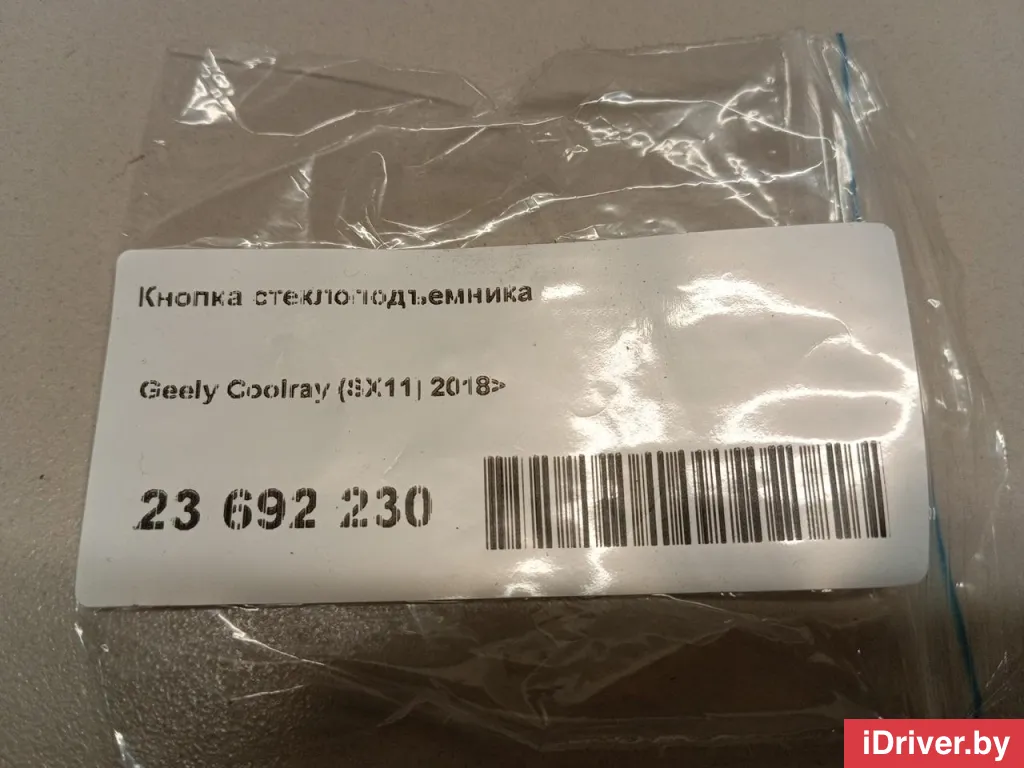 Кнопка стеклоподъемника
Geely Coolray (SX11) 2018>
23 692 230
iDriver.by